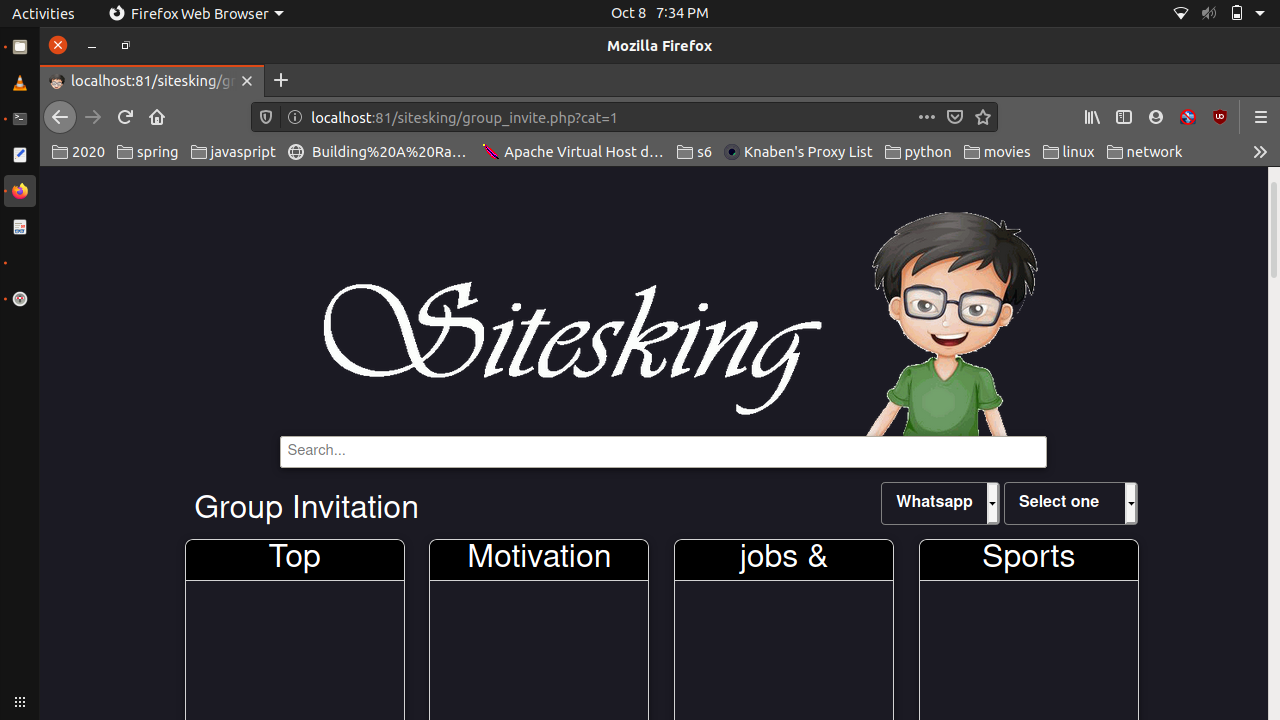 Activities Firefox Web Browser Oct 8 7:34 PM
Mozilla Firefox
localhost:81/sitesking/gr
localhost:81/sitesking/group_invite.php?cat=1
2020 spring javasript Building%20A%20Ra… Apache Virtual Host d… s6 Knaben's Proxy List python movies linux network
Sitesking
Search...
Group Invitation Whatsapp Select one
Top Motivation jobs & Sports